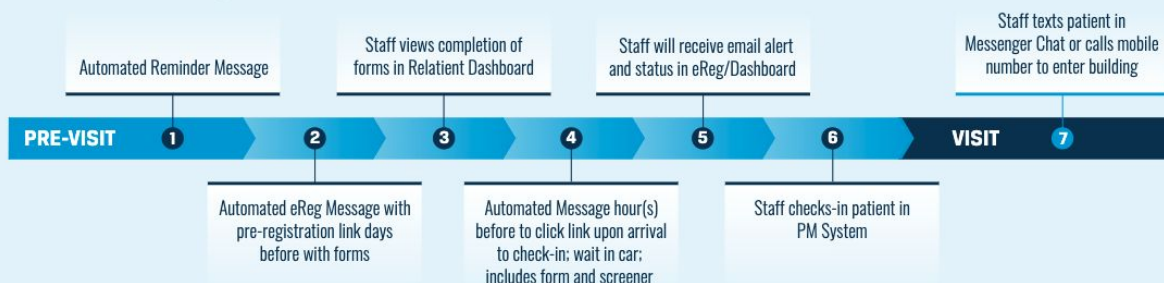 Automated Reminder Message
Staff views completion of
forms in Relatient Dashboard
Staff will receive email alert
and status in eReg/Dashboard
Staff texts patient in
Messenger Chat or calls mobile
number to enter building
PRE-VISIT 1 2 3 4 5 6 VISIT 7
Automated eReg Message with
pre-registration link days
before with forms
Automated Message hour(s)
before to click link upon arrival
to check-in; wait in car;
includes form and screener
Staff checks-in patient in
PM System